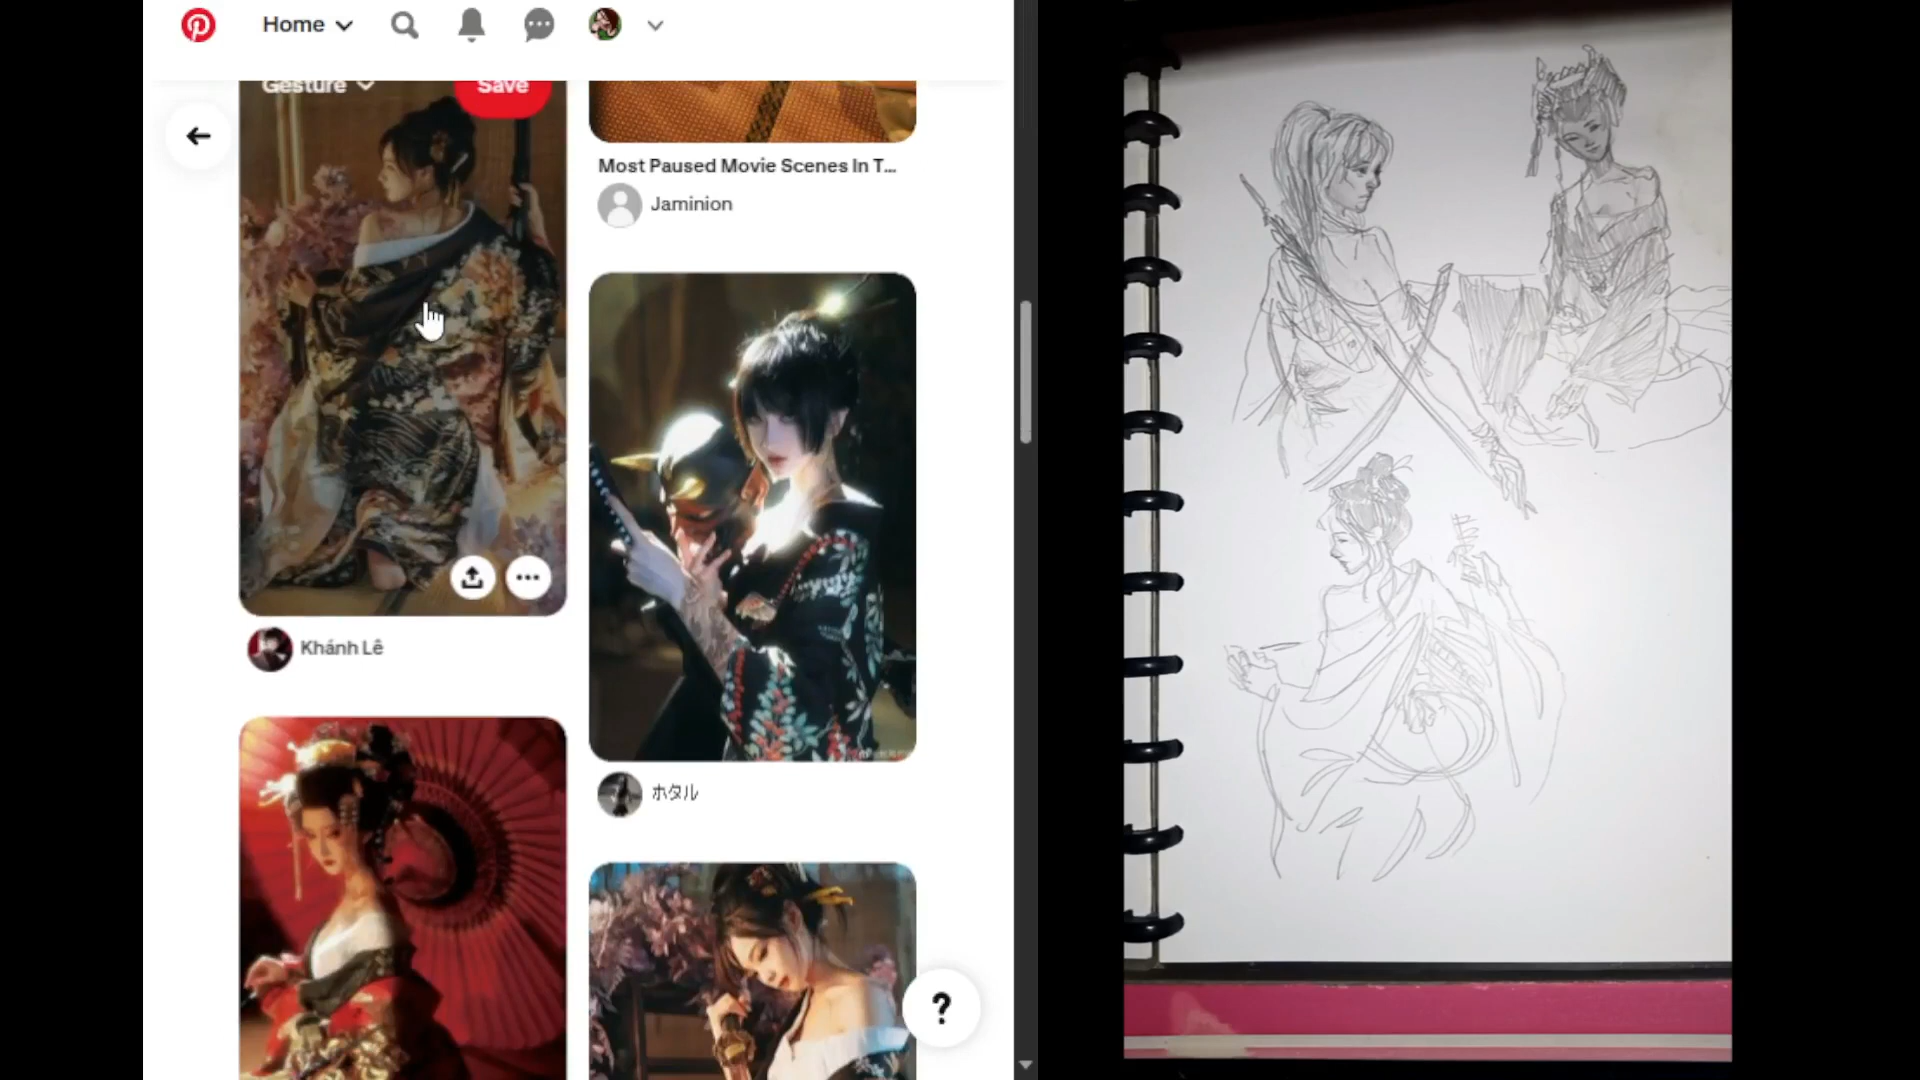 Home
Gesture
Save
Most Paused Movie Scenes In T...
Jaminion
Khánh Lê
ホタル
?